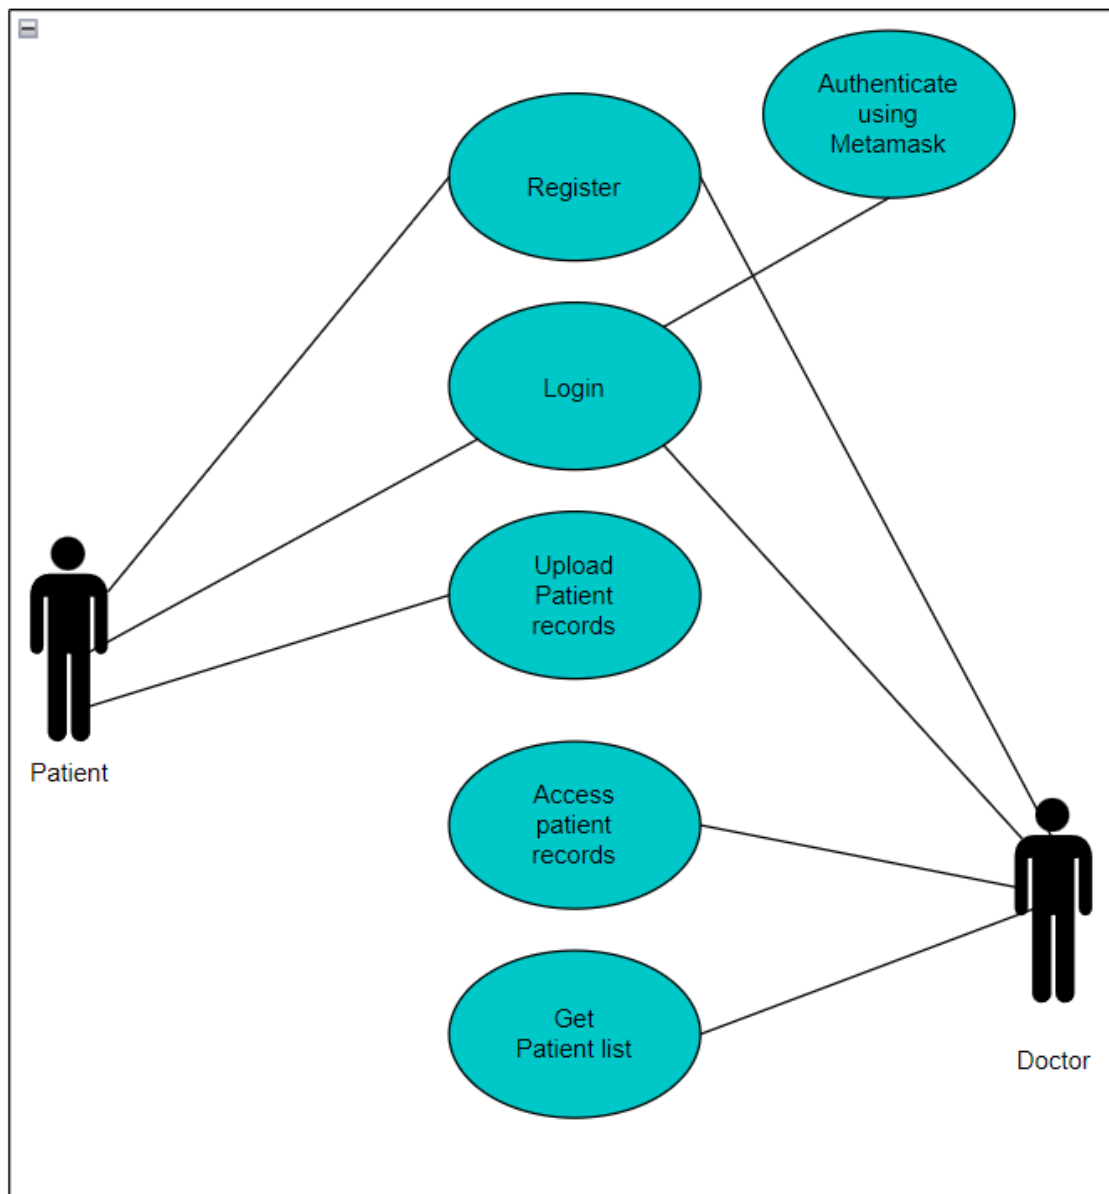 Authenticate
using
Metamask
Register
Login
Upload
Patient
records
Patient
Access
patient
records
Get
Patient list
Doctor